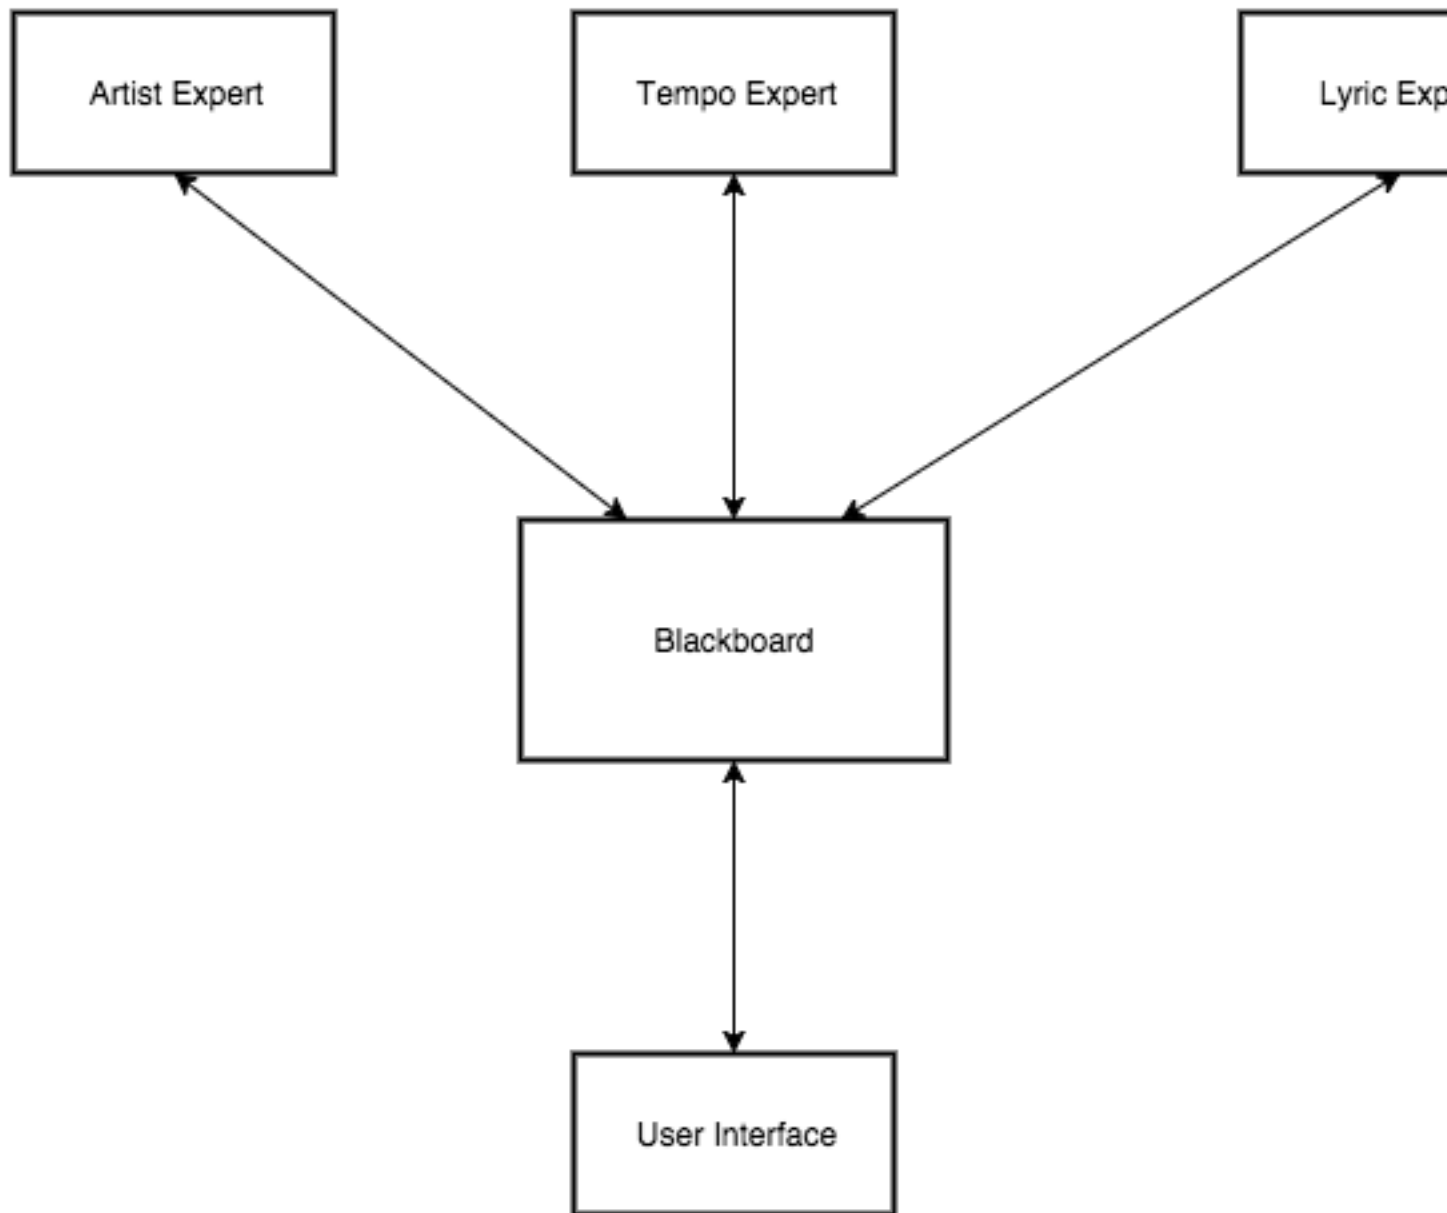 Artist Expert
Tempo Expert
Lyric Exp
Blackboard
User Interface